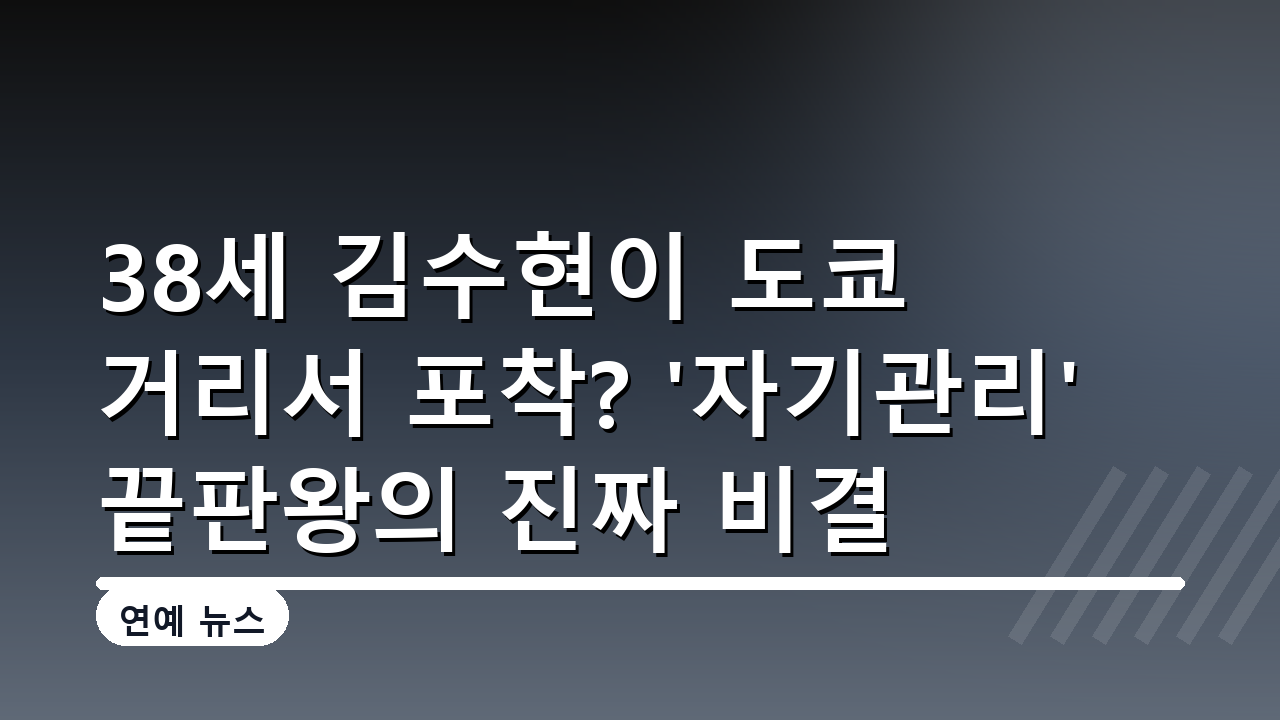 38세 김수현이 도쿄
거리서 포착? '자기관리'
끝판왕의 진짜 비결
연예 뉴스